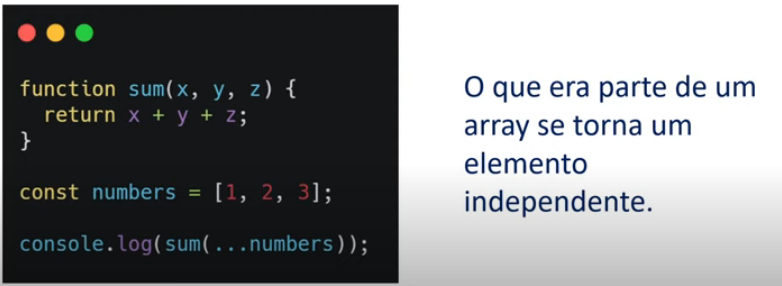 function sum(x, y, z) {
  return x + y + z;
}
const numbers = [1, 2, 3];
console.log(sum(...numbers));
O que era parte de um
array se torna um
elemento
independente.